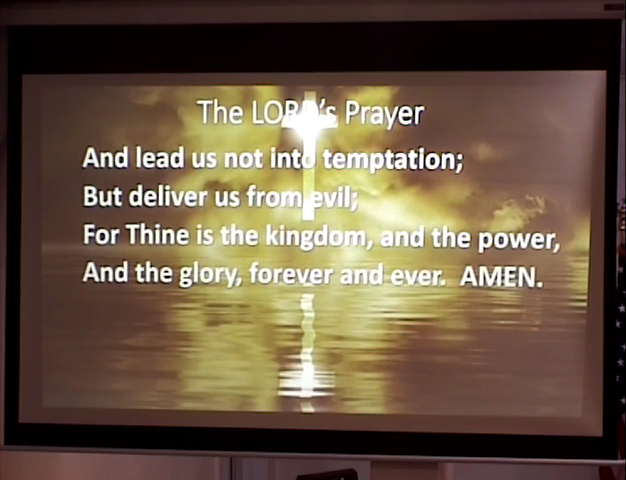 The LORD's Prayer
And lead us not into temptation;
But deliver us from evil;
For Thine is the kingdom, and the power,
And the glory, forever and ever. AMEN.